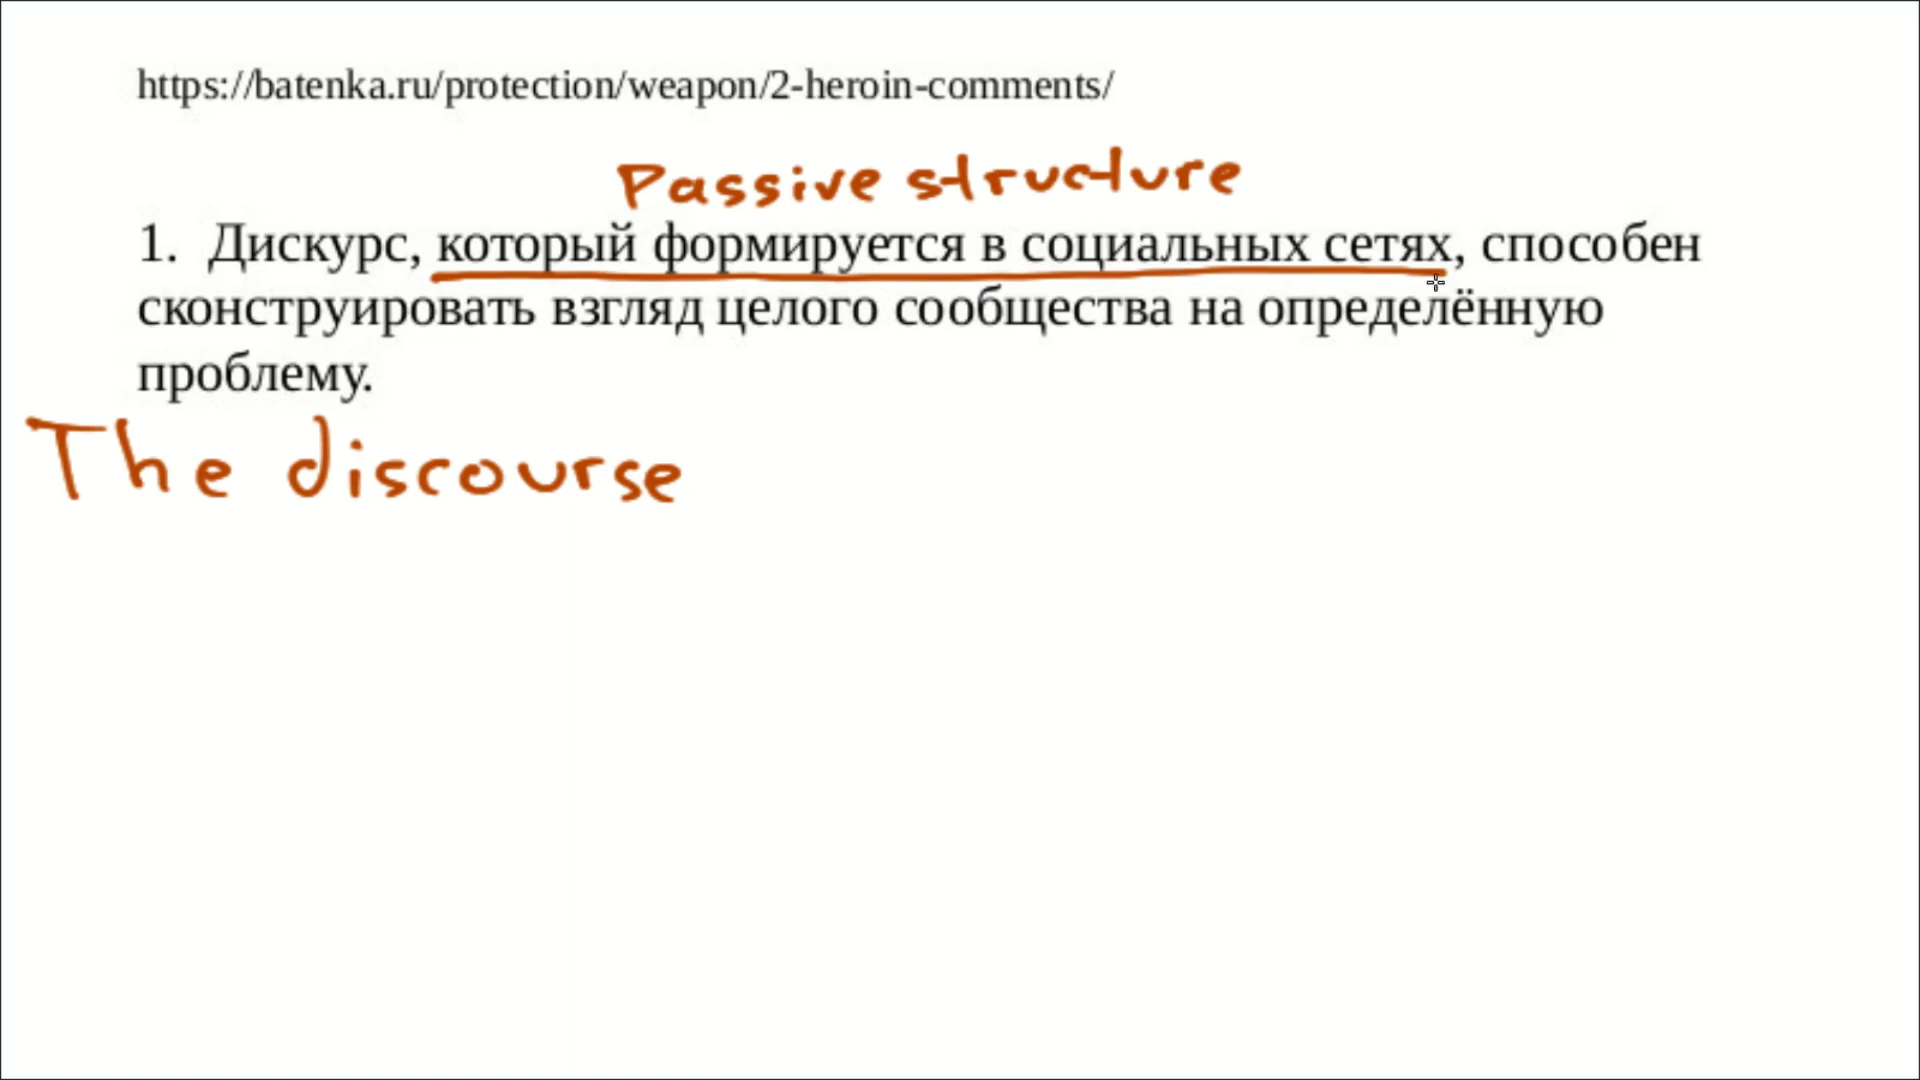 https://batenka.ru/protection/weapon/2-heroin-comments/
Passive structure
1. Дискурс, который формируется в социальных сетях, способен
сконструировать взгляд целого сообщества на определённую
проблему.
The discourse